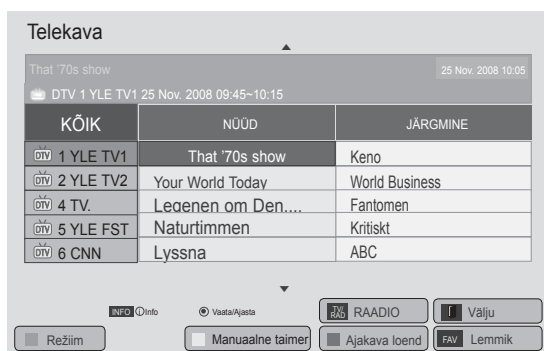 Telekava
That '70s show 25 Nov. 2008 10:05
DTV 1 YLE TV1 25 Nov. 2008 09:45~10:15
KÕIK NÜÜD JÄRGMINE
DTV 1 YLE TV1 That '70s show Keno
DTV 2 YLE TV2 Your World Today World Business
DTV 4 TV. Legenen om Den.... Fantomen
DTV 5 YLE FST Naturtimmen Kritiskt
DTV 6 CNN Lyssna ABC
INFO Info Vaata/Ajasta TV/RAD RAADIO Välju
Režiim Manuaalne taimer Ajakava loend FAV Lemmik